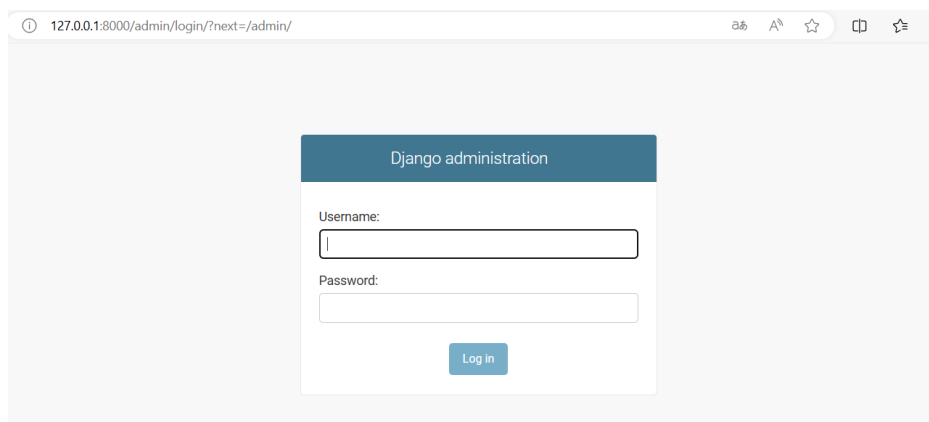 127.0.0.1:8000/admin/login/?next=/admin/
Django administration
Username:
Password:
Log in